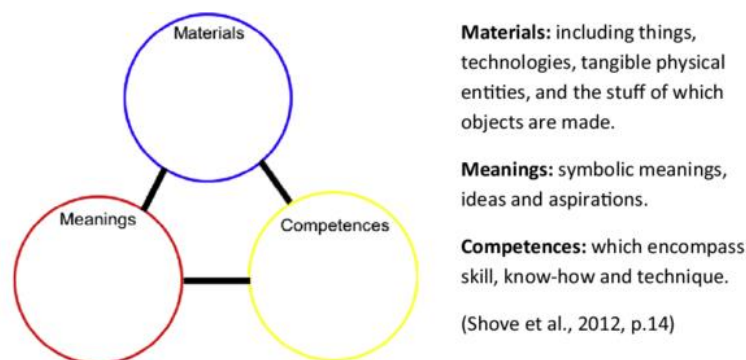 Materials
Meanings
Competences
Materials: including things,
technologies, tangible physical
entities, and the stuff of which
objects are made.
Meanings: symbolic meanings,
ideas and aspirations.
Competences: which encompass
skill, know-how and technique.
(Shove et al., 2012, p.14)